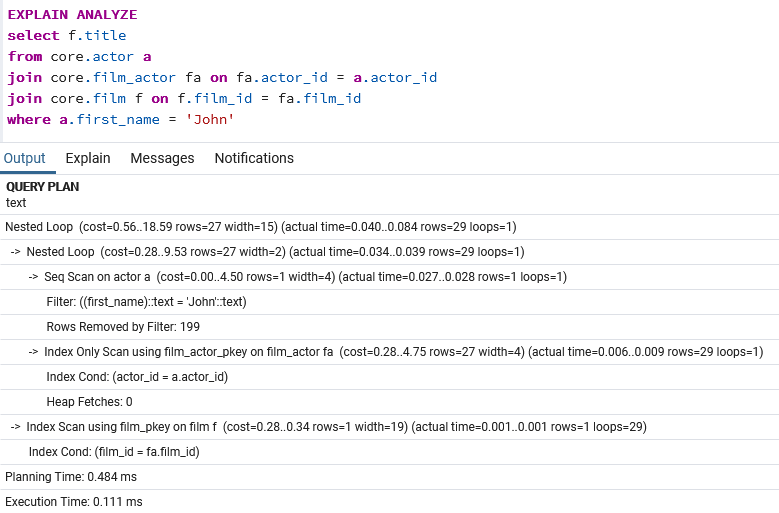 EXPLAIN ANALYZE
select f.title
from core.actor a
join core.film_actor fa on fa.actor_id = a.actor_id
join core.film f on f.film_id = fa.film_id
where a.first_name = 'John'
Output Explain Messages Notifications
QUERY PLAN
text
Nested Loop (cost=0.56..18.59 rows=27 width=15) (actual time=0.040..0.084 rows=29 loops=1)
-> Nested Loop (cost=0.28..9.53 rows=27 width=2) (actual time=0.034..0.039 rows=29 loops=1)
-> Seq Scan on actor a (cost=0.00..4.50 rows=1 width=4) (actual time=0.027..0.028 rows=1 loops=1)
Filter: ((first_name)::text = 'John'::text)
Rows Removed by Filter: 199
-> Index Only Scan using film_actor_pkey on film_actor fa (cost=0.28..4.75 rows=27 width=4) (actual time=0.006..0.009 rows=29 loops=1)
Index Cond: (actor_id = a.actor_id)
Heap Fetches: 0
-> Index Scan using film_pkey on film f (cost=0.28..0.34 rows=1 width=19) (actual time=0.001..0.001 rows=1 loops=29)
Index Cond: (film_id = fa.film_id)
Planning Time: 0.484 ms
Execution Time: 0.111 ms